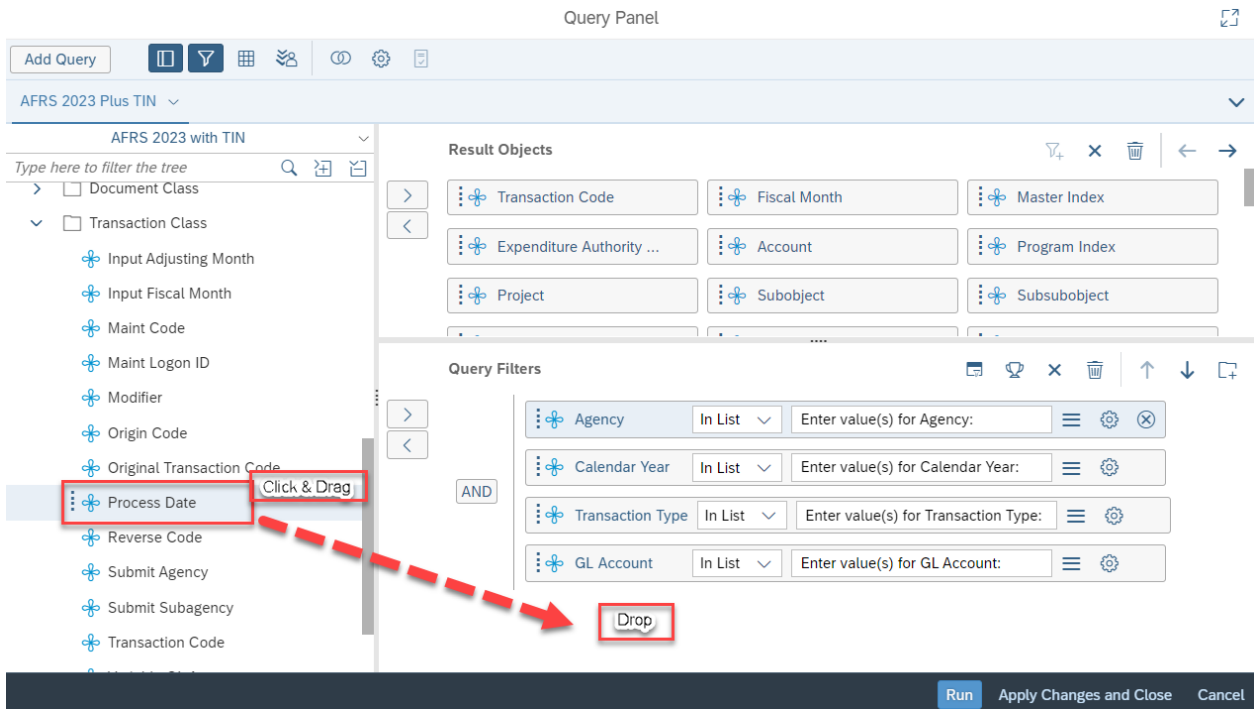 Query Panel
Add Query
AFRS 2023 Plus TIN
AFRS 2023 with TIN
Type here to filter the tree
Document Class
Transaction Class
Input Adjusting Month
Input Fiscal Month
Maint Code
Maint Logon ID
Modifier
Origin Code
Original Transaction Code
Click & Drag
Process Date
Reverse Code
Submit Agency
Submit Subagency
Transaction Code
Result Objects
Transaction Code Fiscal Month Master Index
Expenditure Authority ... Account Program Index
Project Subobject Subsubobject
Query Filters
AND
Agency In List Enter value(s) for Agency:
Calendar Year In List Enter value(s) for Calendar Year:
Transaction Type In List Enter value(s) for Transaction Type:
GL Account In List Enter value(s) for GL Account:
Drop
Run Apply Changes and Close Cancel